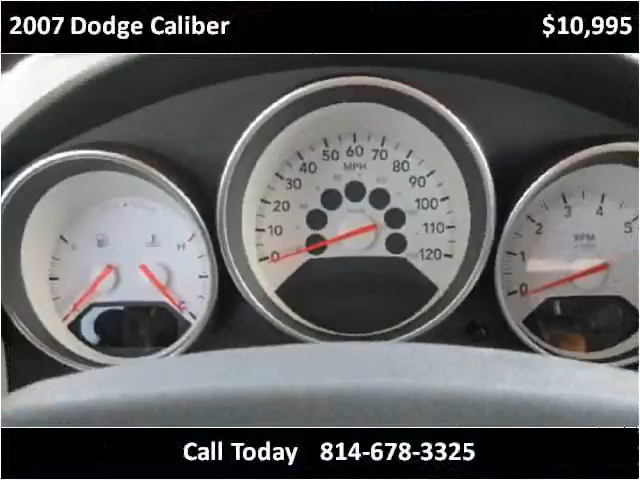 2007 Dodge Caliber $10,995
0 10 20 30 40 50 60 70 80 90 100 110 120
MPH
H
0 1 2 3 4 5
RPM
Call Today 814-678-3325